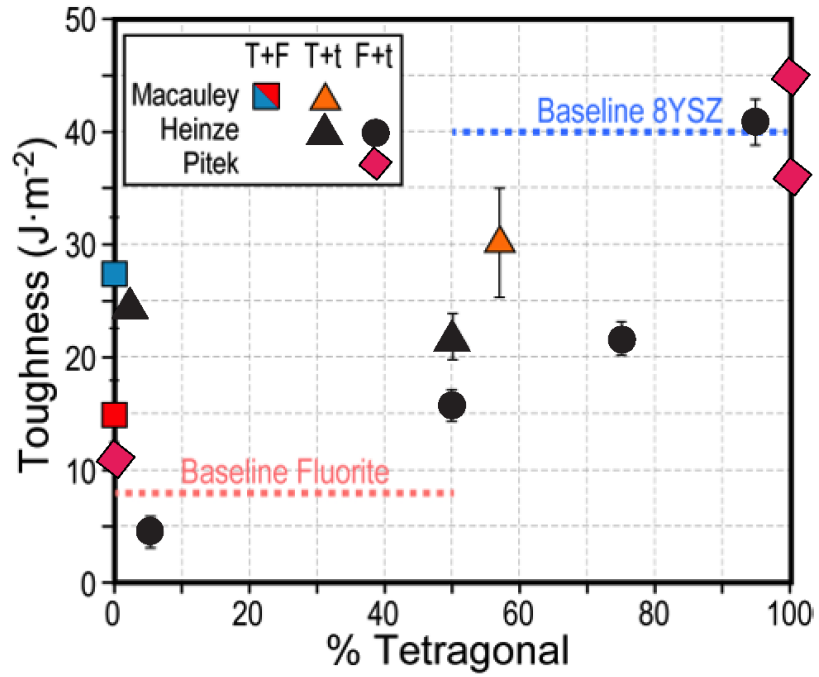 50
40
30
20
10
0
Toughness (J·m⁻²)
T+F T+t F+t
Macauley
Heinze
Pitek
Baseline 8YSZ
Baseline Fluorite
0 20 40 60 80 100
% Tetragonal